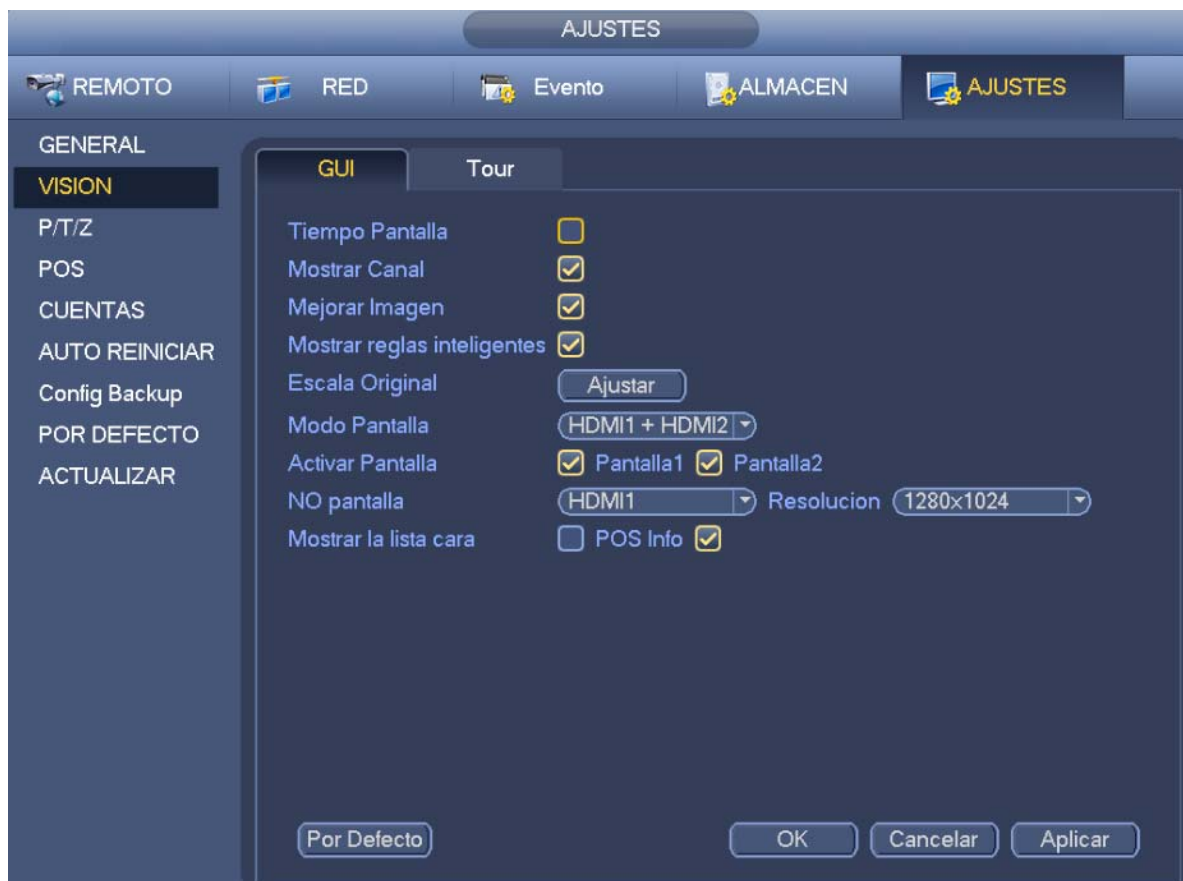 AJUSTES
REMOTO RED Evento ALMACEN AJUSTES
GENERAL
VISION
P/T/Z
POS
CUENTAS
AUTO REINICIAR
Config Backup
POR DEFECTO
ACTUALIZAR
GUI Tour
Tiempo Pantalla
Mostrar Canal
Mejorar Imagen
Mostrar reglas inteligentes
Escala Original Ajustar
Modo Pantalla HDMI1 + HDMI2
Activar Pantalla Pantalla1 Pantalla2
NO pantalla HDMI1 Resolucion 1280x1024
Mostrar la lista cara POS Info
Por Defecto OK Cancelar Aplicar